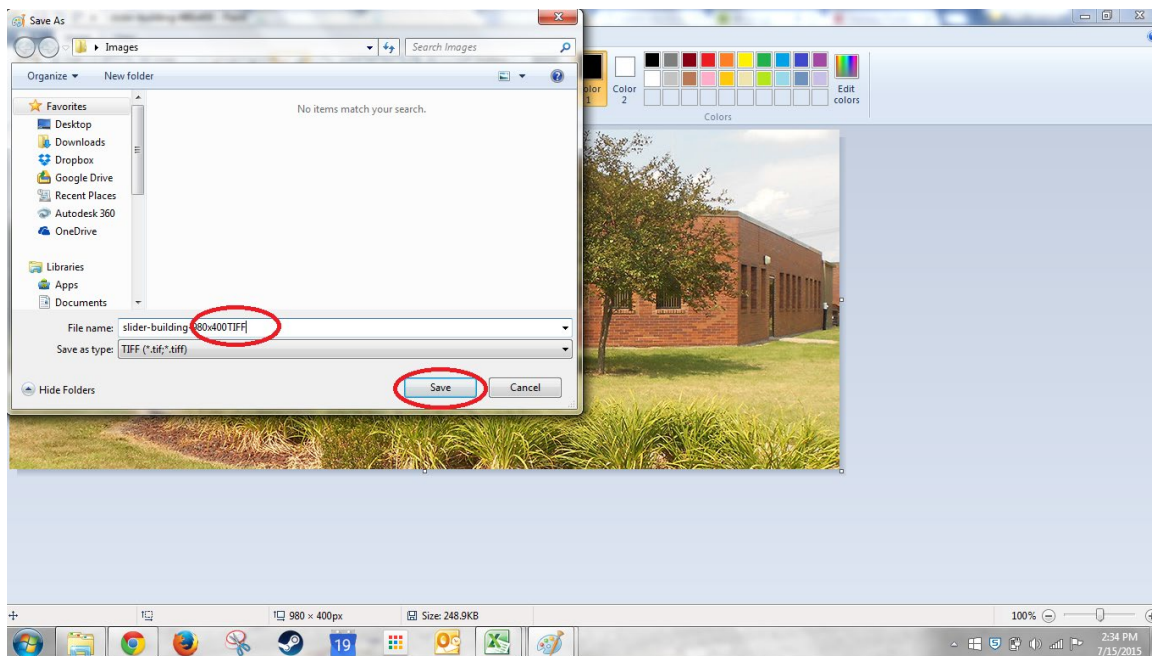 Save As
Images
Search Images
Organize
New folder
Favorites
Desktop
Downloads
Dropbox
Google Drive
Recent Places
Autodesk 360
OneDrive
Libraries
Apps
Documents
No items match your search.
File name: slider-building-980x400TIFF
Save as type: TIFF (*.tif;*.tiff)
Hide Folders
Save
Cancel
1
Color
2
Edit
colors
Colors
980 × 400px
Size: 248.9KB
100%
19
2:34 PM
7/15/2015